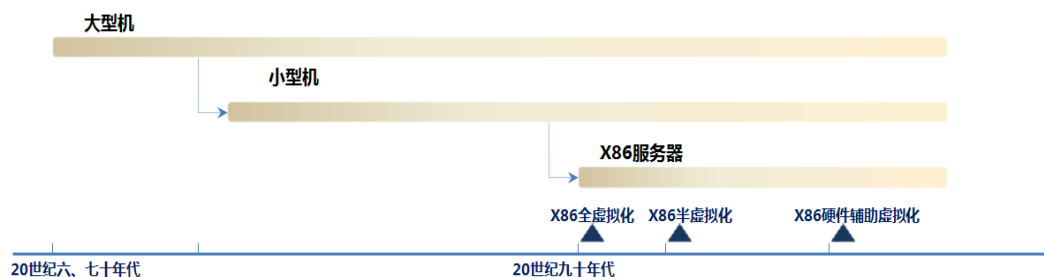 大型机
小型机
X86服务器
X86全虚拟化
X86半虚拟化
X86硬件辅助虚拟化
20世纪六、七十年代
20世纪九十年代